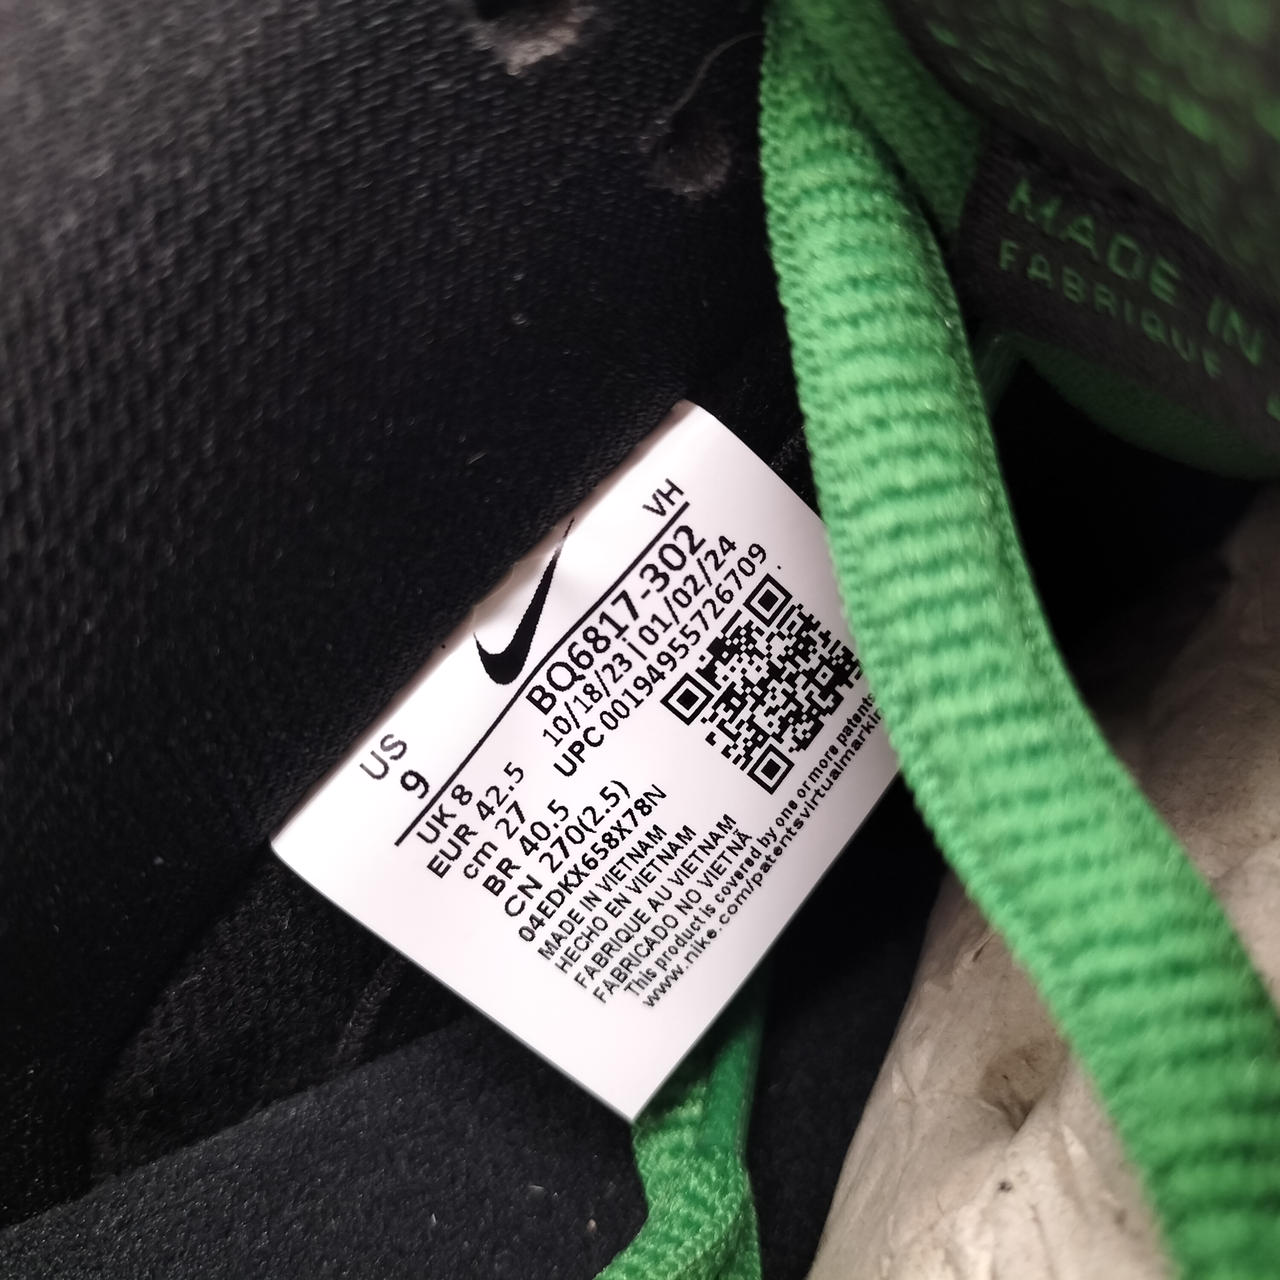 MADE IN
FABRIQUE
VH
US
9
BQ6817-302
10/18/23 | 01/02/24
UPC 00194955726709
UK 8
EUR 42.5
cm 27
BR 40.5
CN 270(2.5)
04EDKX658X78N
MADE IN VIETNAM
HECHO EN VIETNAM
FABRIQUE AU VIETNAM
FABRICADO NO VIETNÃ
This product is covered by one or more patents
www.nike.com/patentsvirtualmarkin